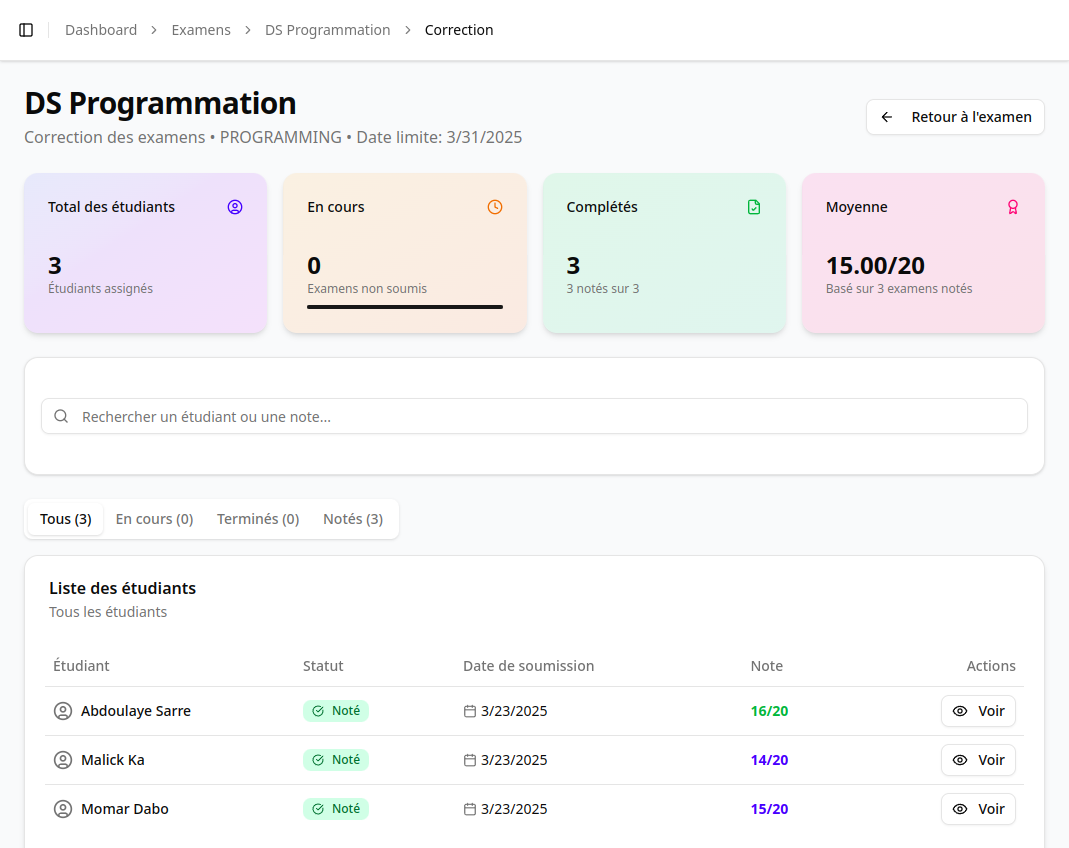 Dashboard > Examens > DS Programmation > Correction
DS Programmation
Correction des examens • PROGRAMMING • Date limite: 3/31/2025
Retour à l'examen
Total des étudiants
3
Étudiants assignés
En cours
0
Examens non soumis
Complétés
3
3 notés sur 3
Moyenne
15.00/20
Basé sur 3 examens notés
Rechercher un étudiant ou une note...
Tous (3) En cours (0) Terminés (0) Notés (3)
Liste des étudiants
Tous les étudiants
Étudiant Statut Date de soumission Note Actions
Abdoulaye Sarre Noté 3/23/2025 16/20 Voir
Malick Ka Noté 3/23/2025 14/20 Voir
Momar Dabo Noté 3/23/2025 15/20 Voir